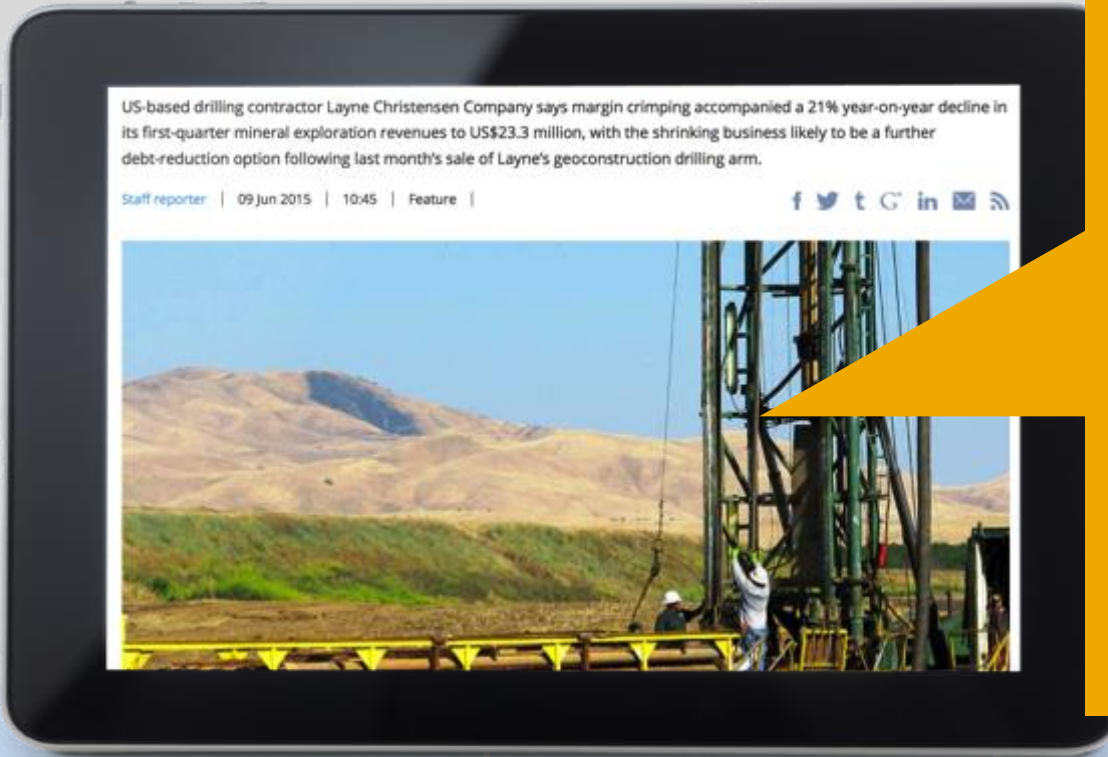 US-based drilling contractor Layne Christensen Company says margin crimping accompanied a 21% year-on-year decline in
its first-quarter mineral exploration revenues to US$23.3 million, with the shrinking business likely to be a further
debt-reduction option following last month's sale of Layne's geoconstruction drilling arm.
Staff reporter | 09 Jun 2015 | 10:45 | Feature |